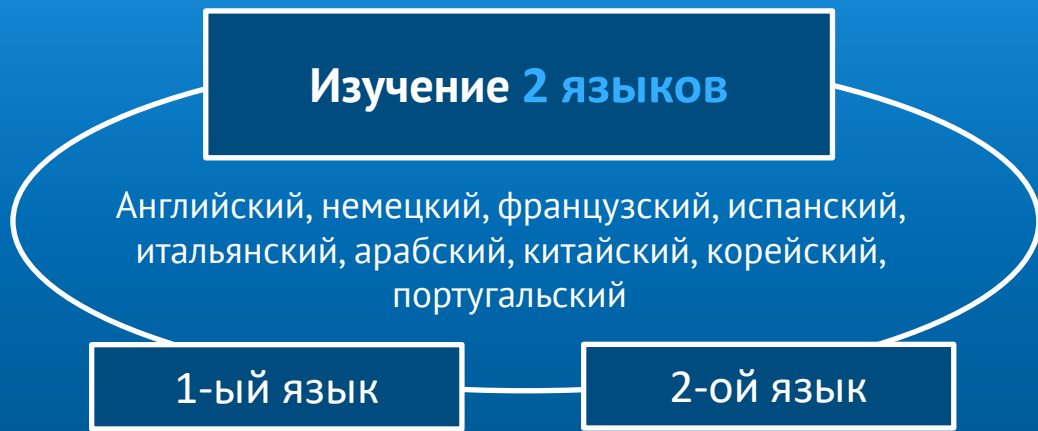 Изучение 2 языков
Английский, немецкий, французский, испанский,
итальянский, арабский, китайский, корейский,
португальский
1-ый язык
2-ой язык